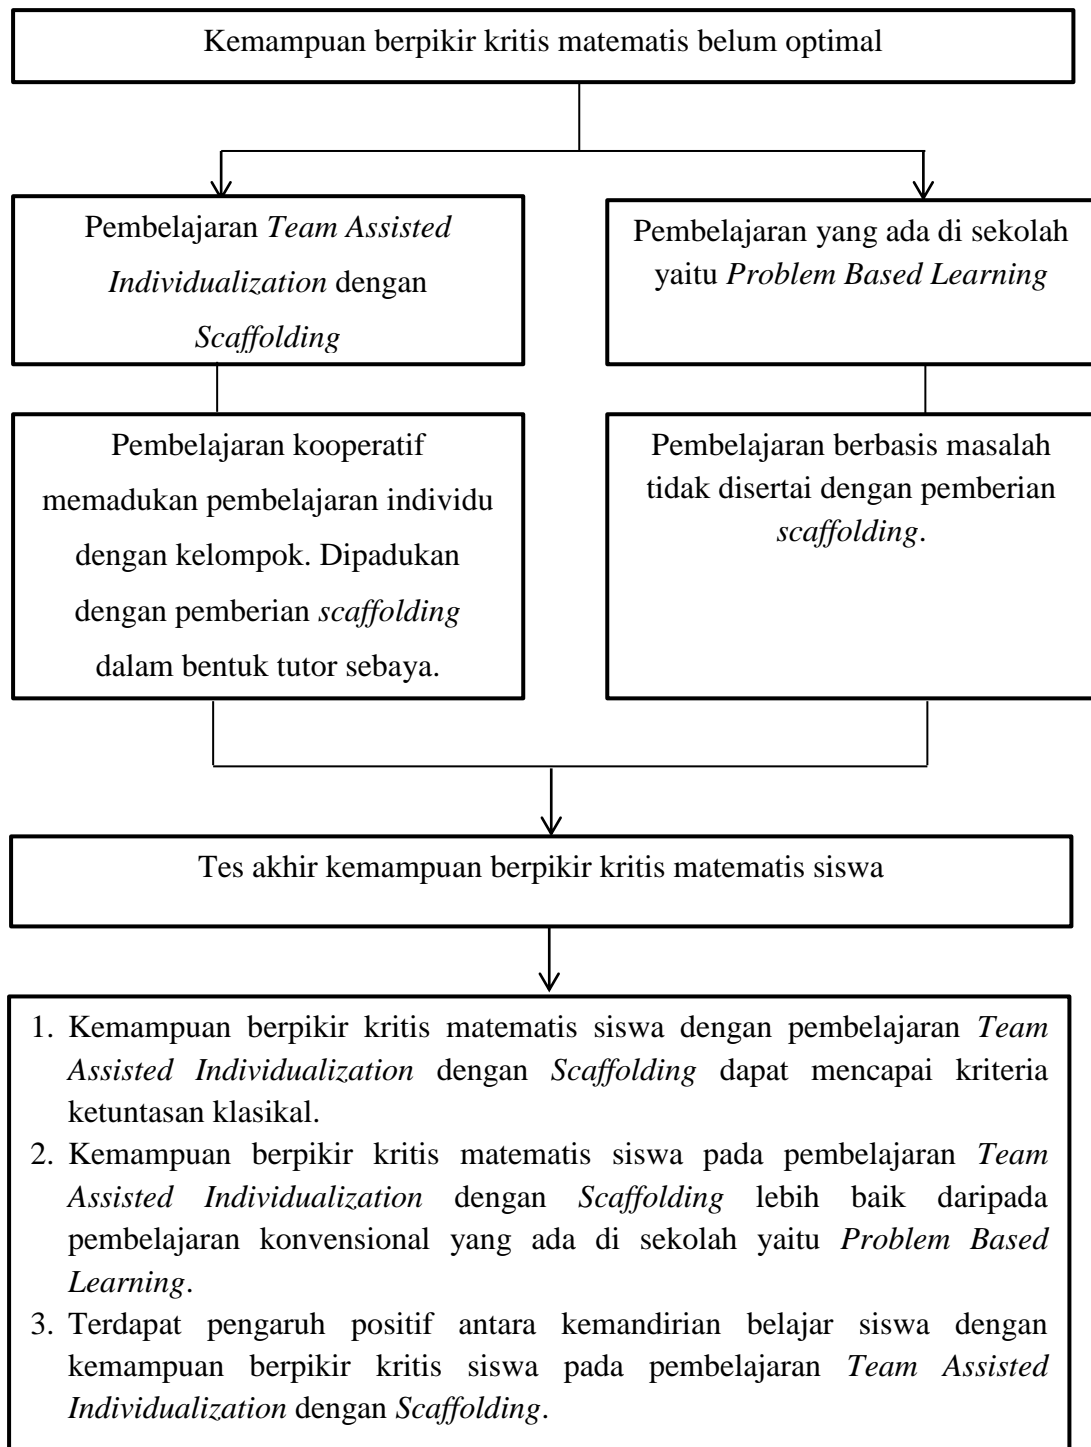 Kemampuan berpikir kritis matematis belum optimal
Pembelajaran Team Assisted
Individualization dengan
Scaffolding
Pembelajaran yang ada di sekolah
yaitu Problem Based Learning
Pembelajaran kooperatif
memadukan pembelajaran individu
dengan kelompok. Dipadukan
dengan pemberian scaffolding
dalam bentuk tutor sebaya.
Pembelajaran berbasis masalah
tidak disertai dengan pemberian
scaffolding.
Tes akhir kemampuan berpikir kritis matematis siswa
1. Kemampuan berpikir kritis matematis siswa dengan pembelajaran Team
Assisted Individualization dengan Scaffolding dapat mencapai kriteria
ketuntasan klasikal.
2. Kemampuan berpikir kritis matematis siswa pada pembelajaran Team
Assisted Individualization dengan Scaffolding lebih baik daripada
pembelajaran konvensional yang ada di sekolah yaitu Problem Based
Learning.
3. Terdapat pengaruh positif antara kemandirian belajar siswa dengan
kemampuan berpikir kritis siswa pada pembelajaran Team Assisted
Individualization dengan Scaffolding.